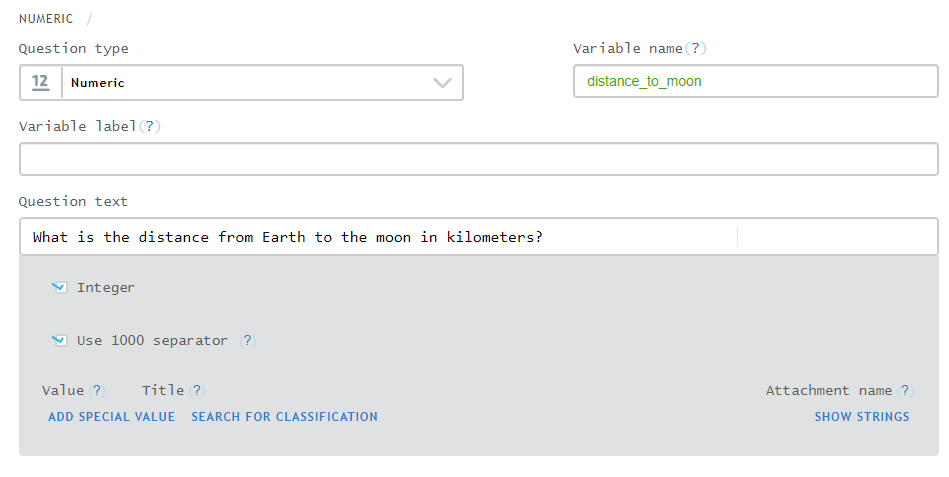 NUMERIC /
Question type
Variable name(?)
12 Numeric
distance_to_moon
Variable label(?)
Question text
What is the distance from Earth to the moon in kilometers?
Integer
Use 1000 separator (?)
Value (?) Title (?) Attachment name (?)
ADD SPECIAL VALUE SEARCH FOR CLASSIFICATION SHOW STRINGS